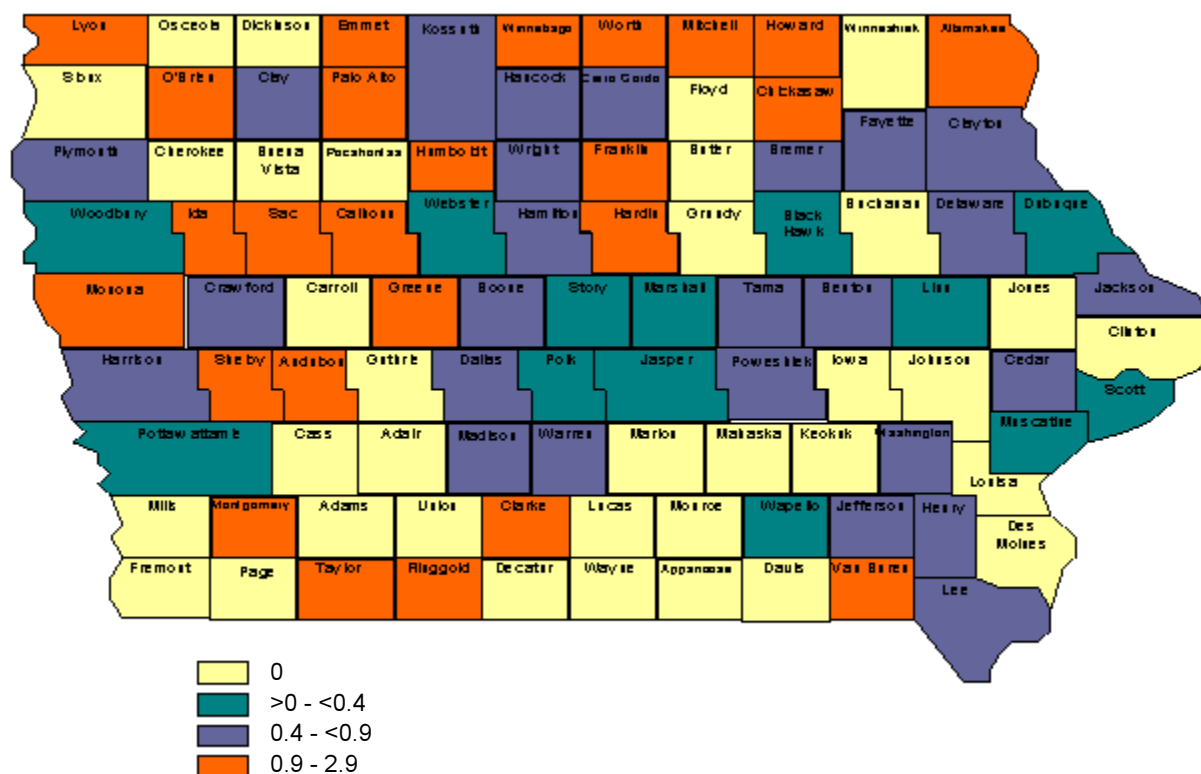 Lyon Osceola Dickinson Emmet Kossuth Winnebago Worth Mitchell Howard Winneshiek Allamakee
Sioux O'Brien Clay Palo Alto Hancock Cerro Gordo Floyd Chickasaw
Fayette Clayton
Plymouth Cherokee Buena Vista Pocahontas Humboldt Wright Franklin Butler Bremer
Woodbury Ida Sac Calhoun Webster Hamilton Hardin Grundy Black Hawk Buchanan Delaware Dubuque
Monona Crawford Carroll Greene Boone Story Marshall Tama Benton Linn Jones Jackson
Clinton
Harrison Shelby Audubon Guthrie Dallas Polk Jasper Poweshiek Iowa Johnson Cedar
Scott
Muscatine
Pottawattamie Cass Adair Madison Warren Marion Mahaska Keokuk Washington
Louisa
Mills Montgomery Adams Union Clarke Lucas Monroe Wapello Jefferson Henry
Des Moines
Fremont Page Taylor Ringgold Decatur Wayne Appanoose Davis Van Buren
Lee
0
>0 - <0.4
0.4 - <0.9
0.9 - 2.9